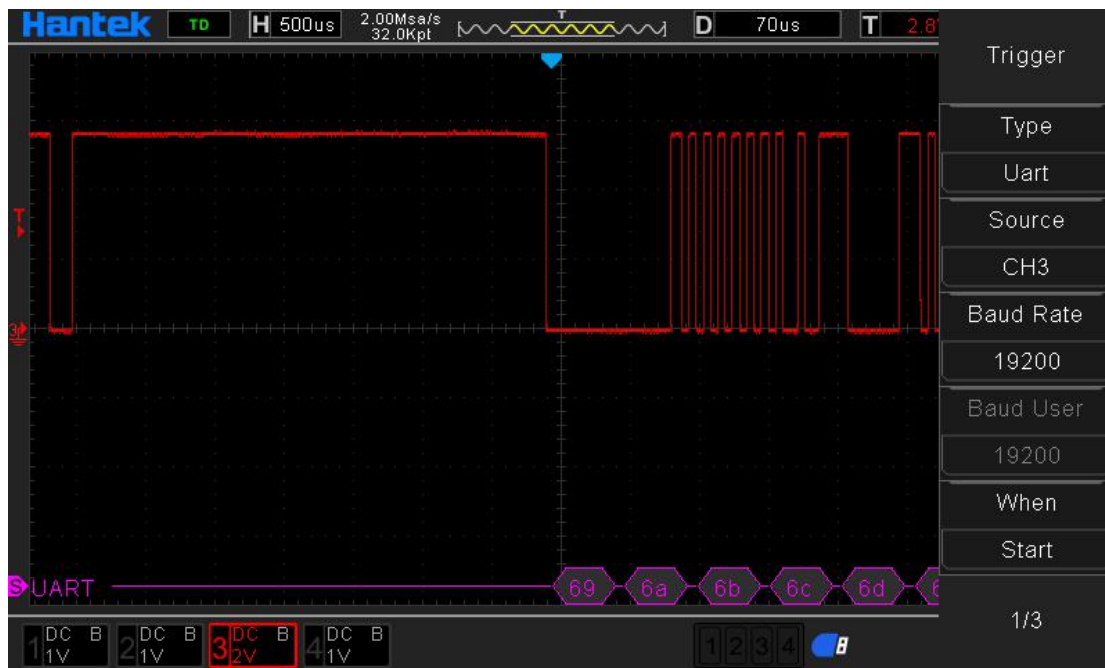 Hantek TD H 500us 2.00Msa/s D 70us T 2.8
32.0Kpt
T
Trigger
Type
Uart
T
Source
CH3
3
Baud Rate
19200
Baud User
19200
When
Start
S UART 69 6a 6b 6c 6d
1/3
1 DC B 2 DC B 3 DC B 4 DC B 1 2 3 4
1V 1V 2V 1V